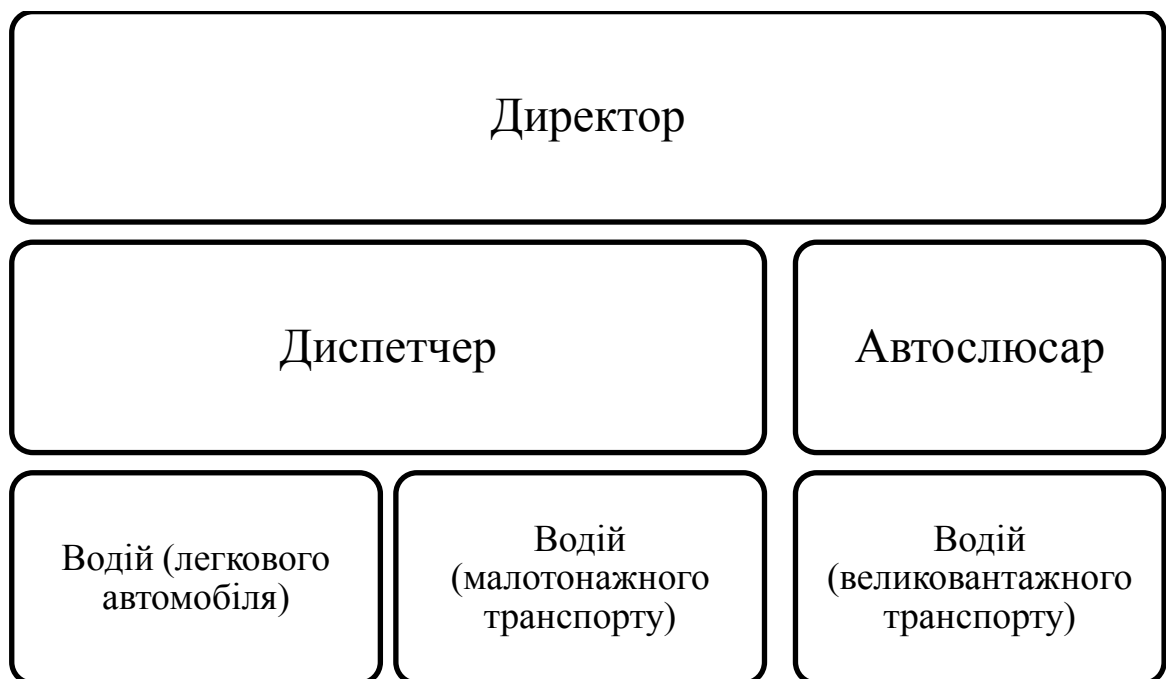 Директор
Диспетчер
Автослюсар
Водій (легкового
автомобіля)
Водій
(малотонажного
транспорту)
Водій
(великовантажного
транспорту)